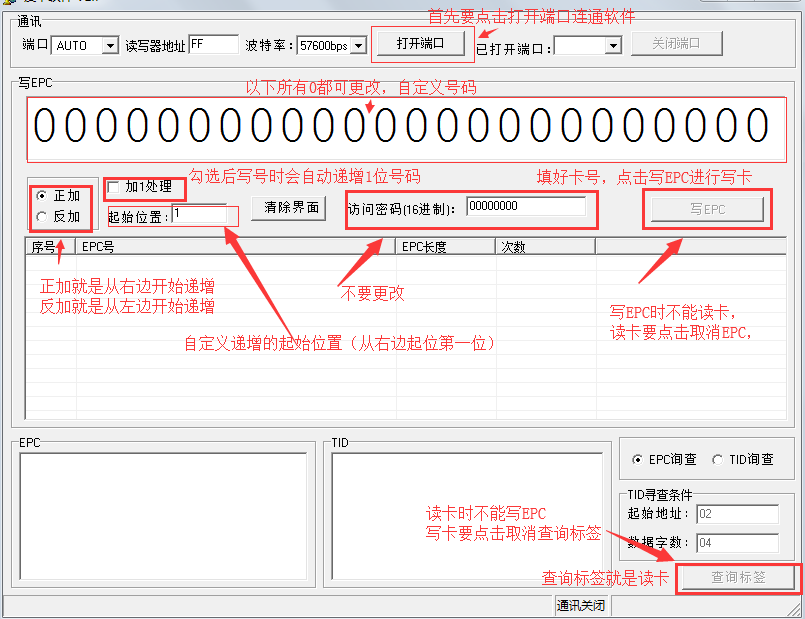 首先要点击打开端口连通软件
通讯
端口 AUTO 读写器地址 FF 波特率: 57600bps 打开端口 已打开端口: 关闭端口
写EPC
以下所有0都可更改，自定义号码
000000000000000000000000
勾选后写号时会自动递增1位号码
填好卡号，点击写EPC进行写卡
正加 加1处理
反加 起始位置: 1 清除界面 访问密码(16进制): 00000000 写EPC
序号 EPC号 EPC长度 次数
正加就是从右边开始递增
反加就是从左边开始递增
不要更改
写EPC时不能读卡，
读卡要点击取消EPC，
自定义递增的起始位置（从右边起位第一位）
EPC TID
EPC询查 TID询查
TID寻查条件
起始地址: 02
数据字数: 04
读卡时不能写EPC
写卡要点击取消查询标签
查询标签就是读卡
查询标签
通讯关闭